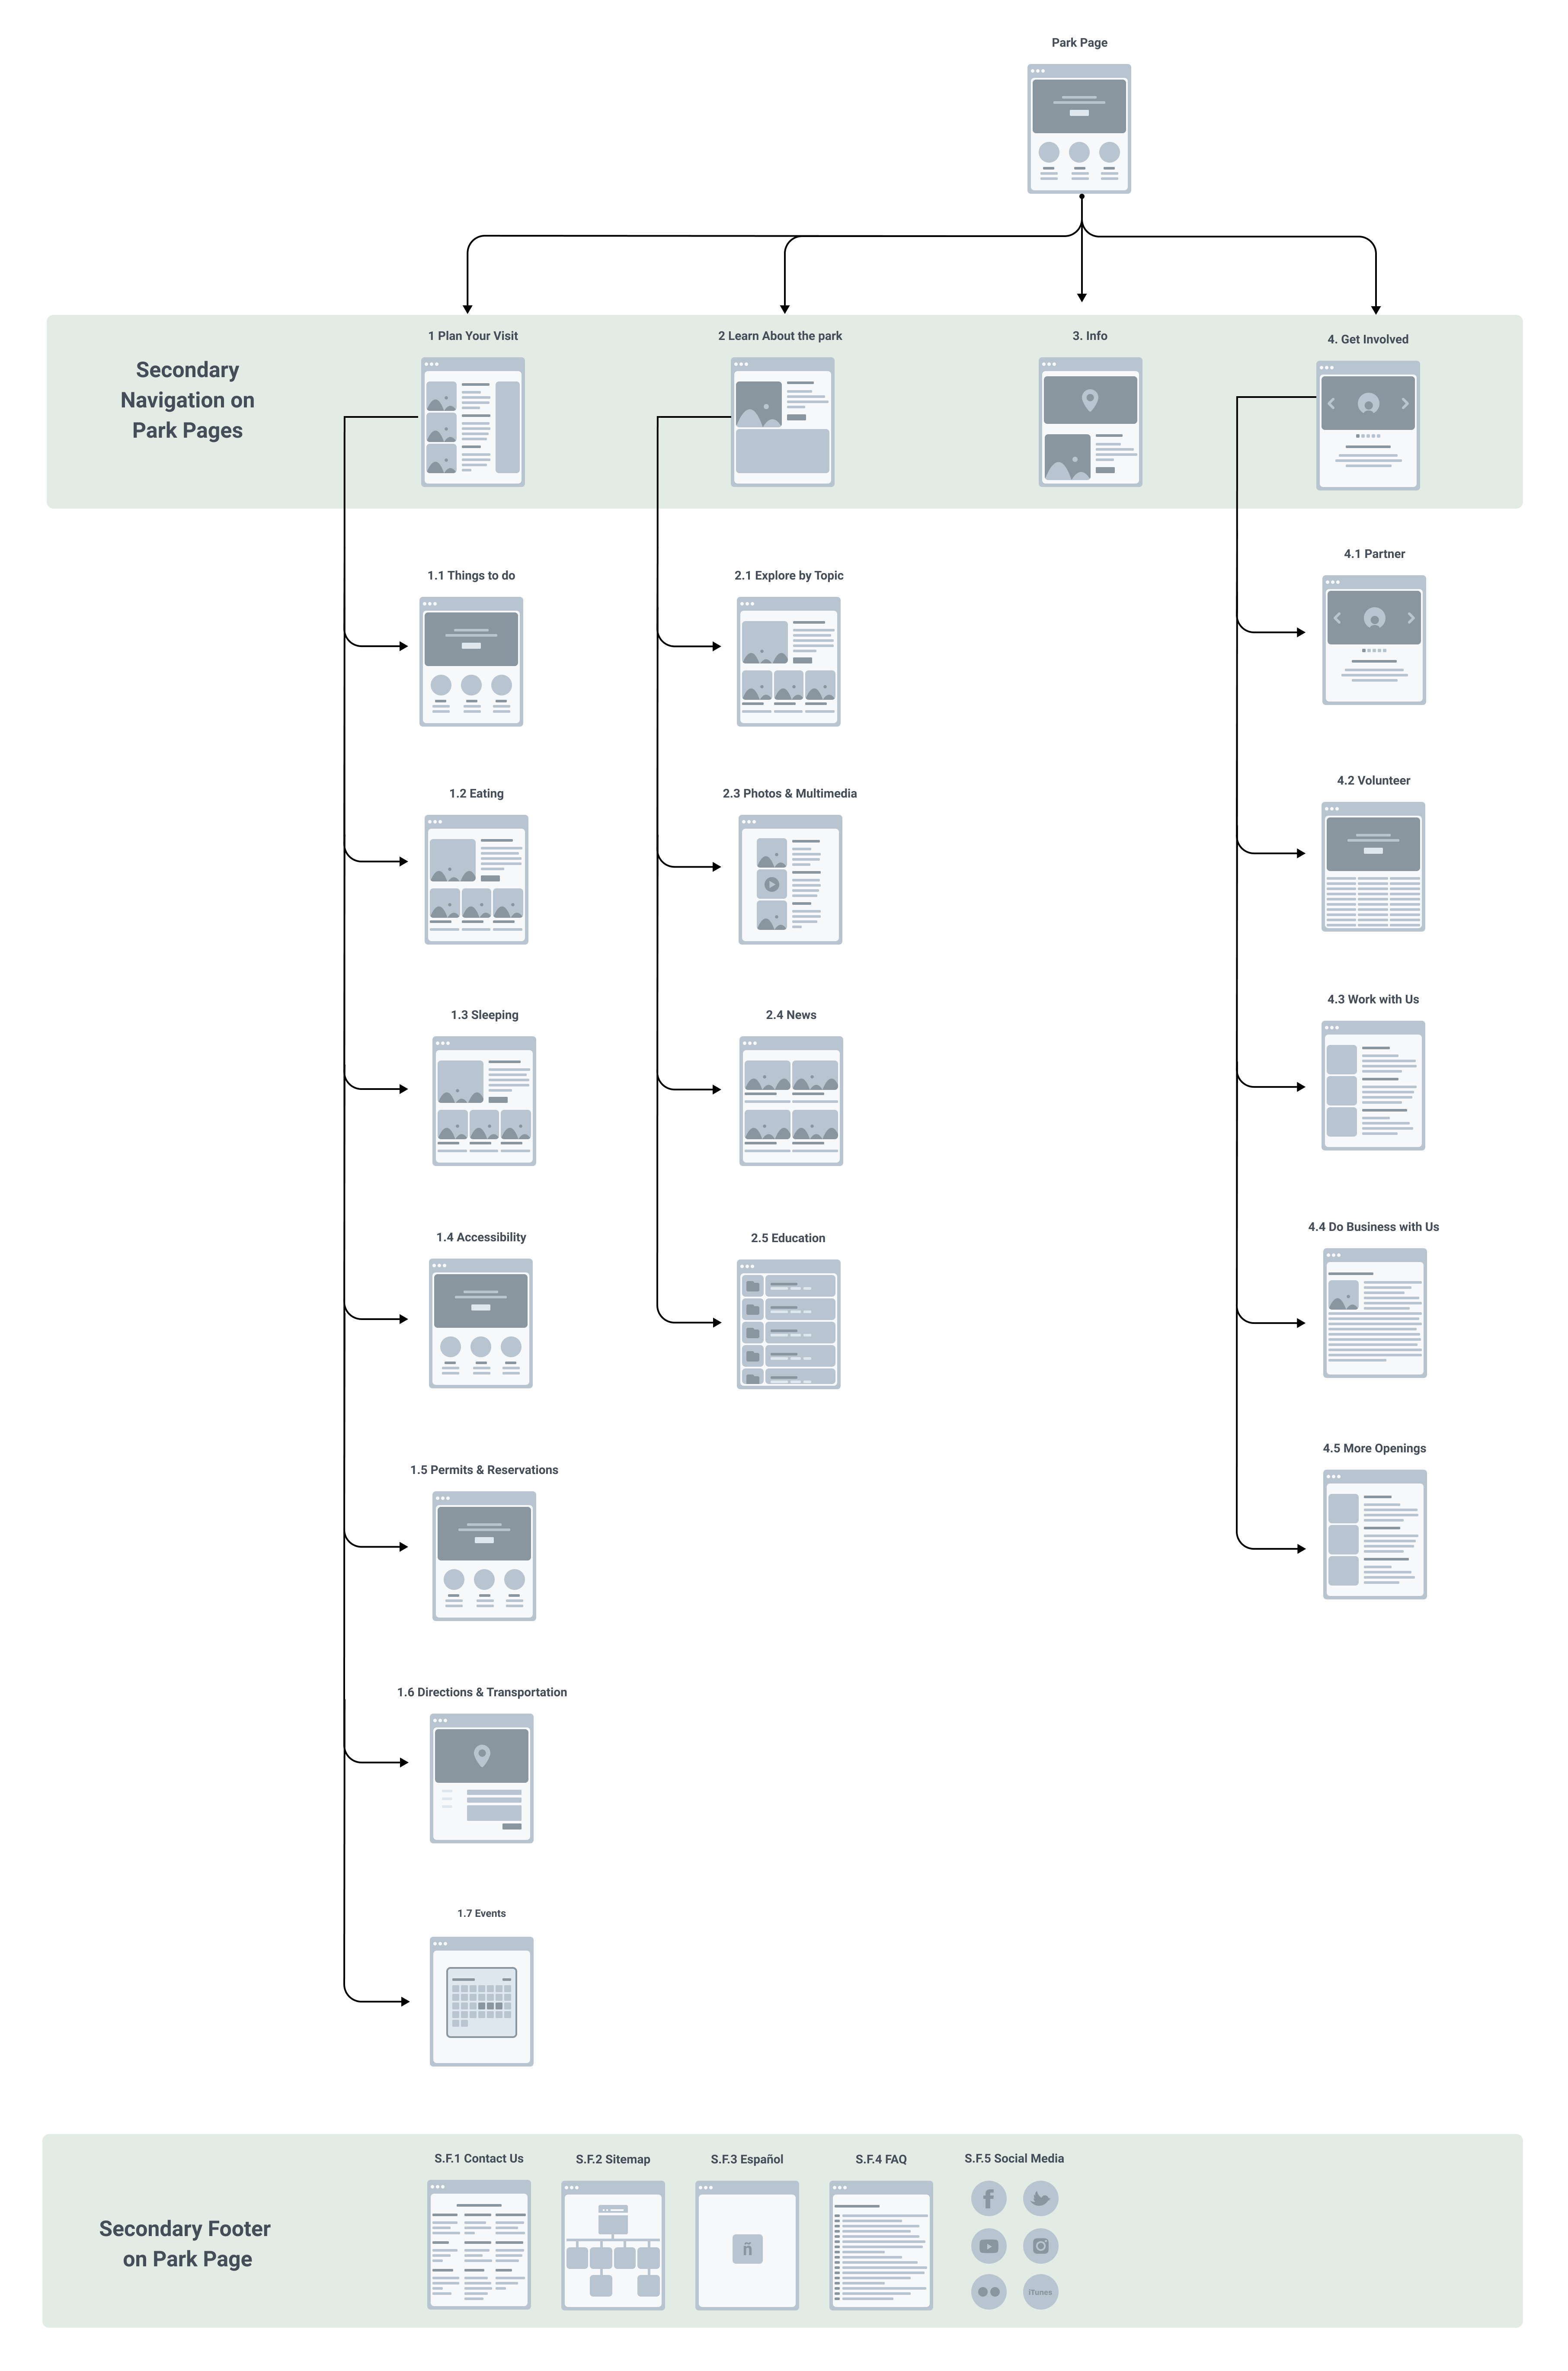 Park Page
Secondary
Navigation on
Park Pages
1 Plan Your Visit
2 Learn About the park
3. Info
4. Get Involved
1.1 Things to do
2.1 Explore by Topic
4.1 Partner
1.2 Eating
2.3 Photos & Multimedia
4.2 Volunteer
1.3 Sleeping
2.4 News
4.3 Work with Us
1.4 Accessibility
2.5 Education
4.4 Do Business with Us
1.5 Permits & Reservations
4.5 More Openings
1.6 Directions & Transportation
1.7 Events
Secondary Footer
on Park Page
S.F.1 Contact Us
S.F.2 Sitemap
S.F.3 Español
ñ
S.F.4 FAQ
S.F.5 Social Media
iTunes